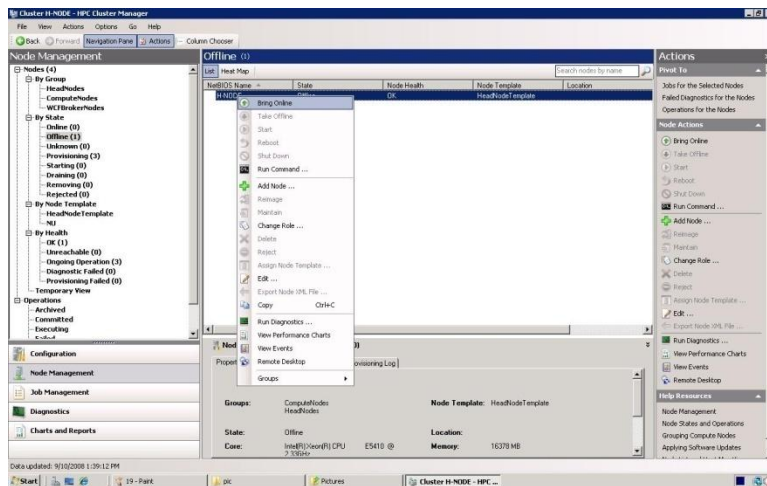 Cluster H-NODE - HPC Cluster Manager
File View Actions Options Go Help
Back Forward Navigation Pane Actions Column Chooser
Node Management
Nodes (4)
By Group
HeadNodes
ComputeNodes
WCFBrokerNodes
By State
Online (0)
Offline (1)
Unknown (0)
Provisioning (3)
Starting (0)
Draining (0)
Removing (0)
Rejected (0)
By Node Template
HeadNodeTemplate
NU
By Health
OK (1)
Unreachable (0)
Ongoing Operation (3)
Diagnostic Failed (0)
Provisioning Failed (0)
Temporary View
Operations
Archived
Committed
Executing
Failed
Configuration
Node Management
Job Management
Diagnostics
Charts and Reports
Offline (1)
List Heat Map Search nodes by name
NetBIOS Name State Node Health Node Template Location
H-NODE Offline OK HeadNodeTemplate
Bring Online
Take Offline
Start
Reboot
Shut Down
Run Command ...
Add Node ...
Reimage
Maintain
Change Role ...
Delete
Reject
Assign Node Template ...
Edit ...
Export Node XML File ...
Copy Ctrl+C
Run Diagnostics ...
View Performance Charts
View Events
Remote Desktop
Groups
Groups: ComputeNodes Node Template: HeadNodeTemplate
HeadNodes
State: Offline Location:
Core: Intel(R)Xeon(R) CPU E5410 @ Memory: 16378 MB
2.33GHz
Actions
Pivot To
Jobs for the Selected Nodes
Failed Diagnostics for the Nodes
Operations for the Nodes
Node Actions
Bring Online
Take Offline
Start
Reboot
Shut Down
Run Command ...
Add Node ...
Reimage
Maintain
Change Role ...
Delete
Reject
Assign Node Template ...
Edit ...
Export Node XML File ...
Run Diagnostics ...
View Performance Charts
View Events
Remote Desktop
Help Resources
Node Management
Node States and Operations
Grouping Compute Nodes
Applying Software Updates
Data updated: 9/10/2008 1:39:12 PM
Start 19 - Paint pic Pictures Cluster H-NODE - HPC ...